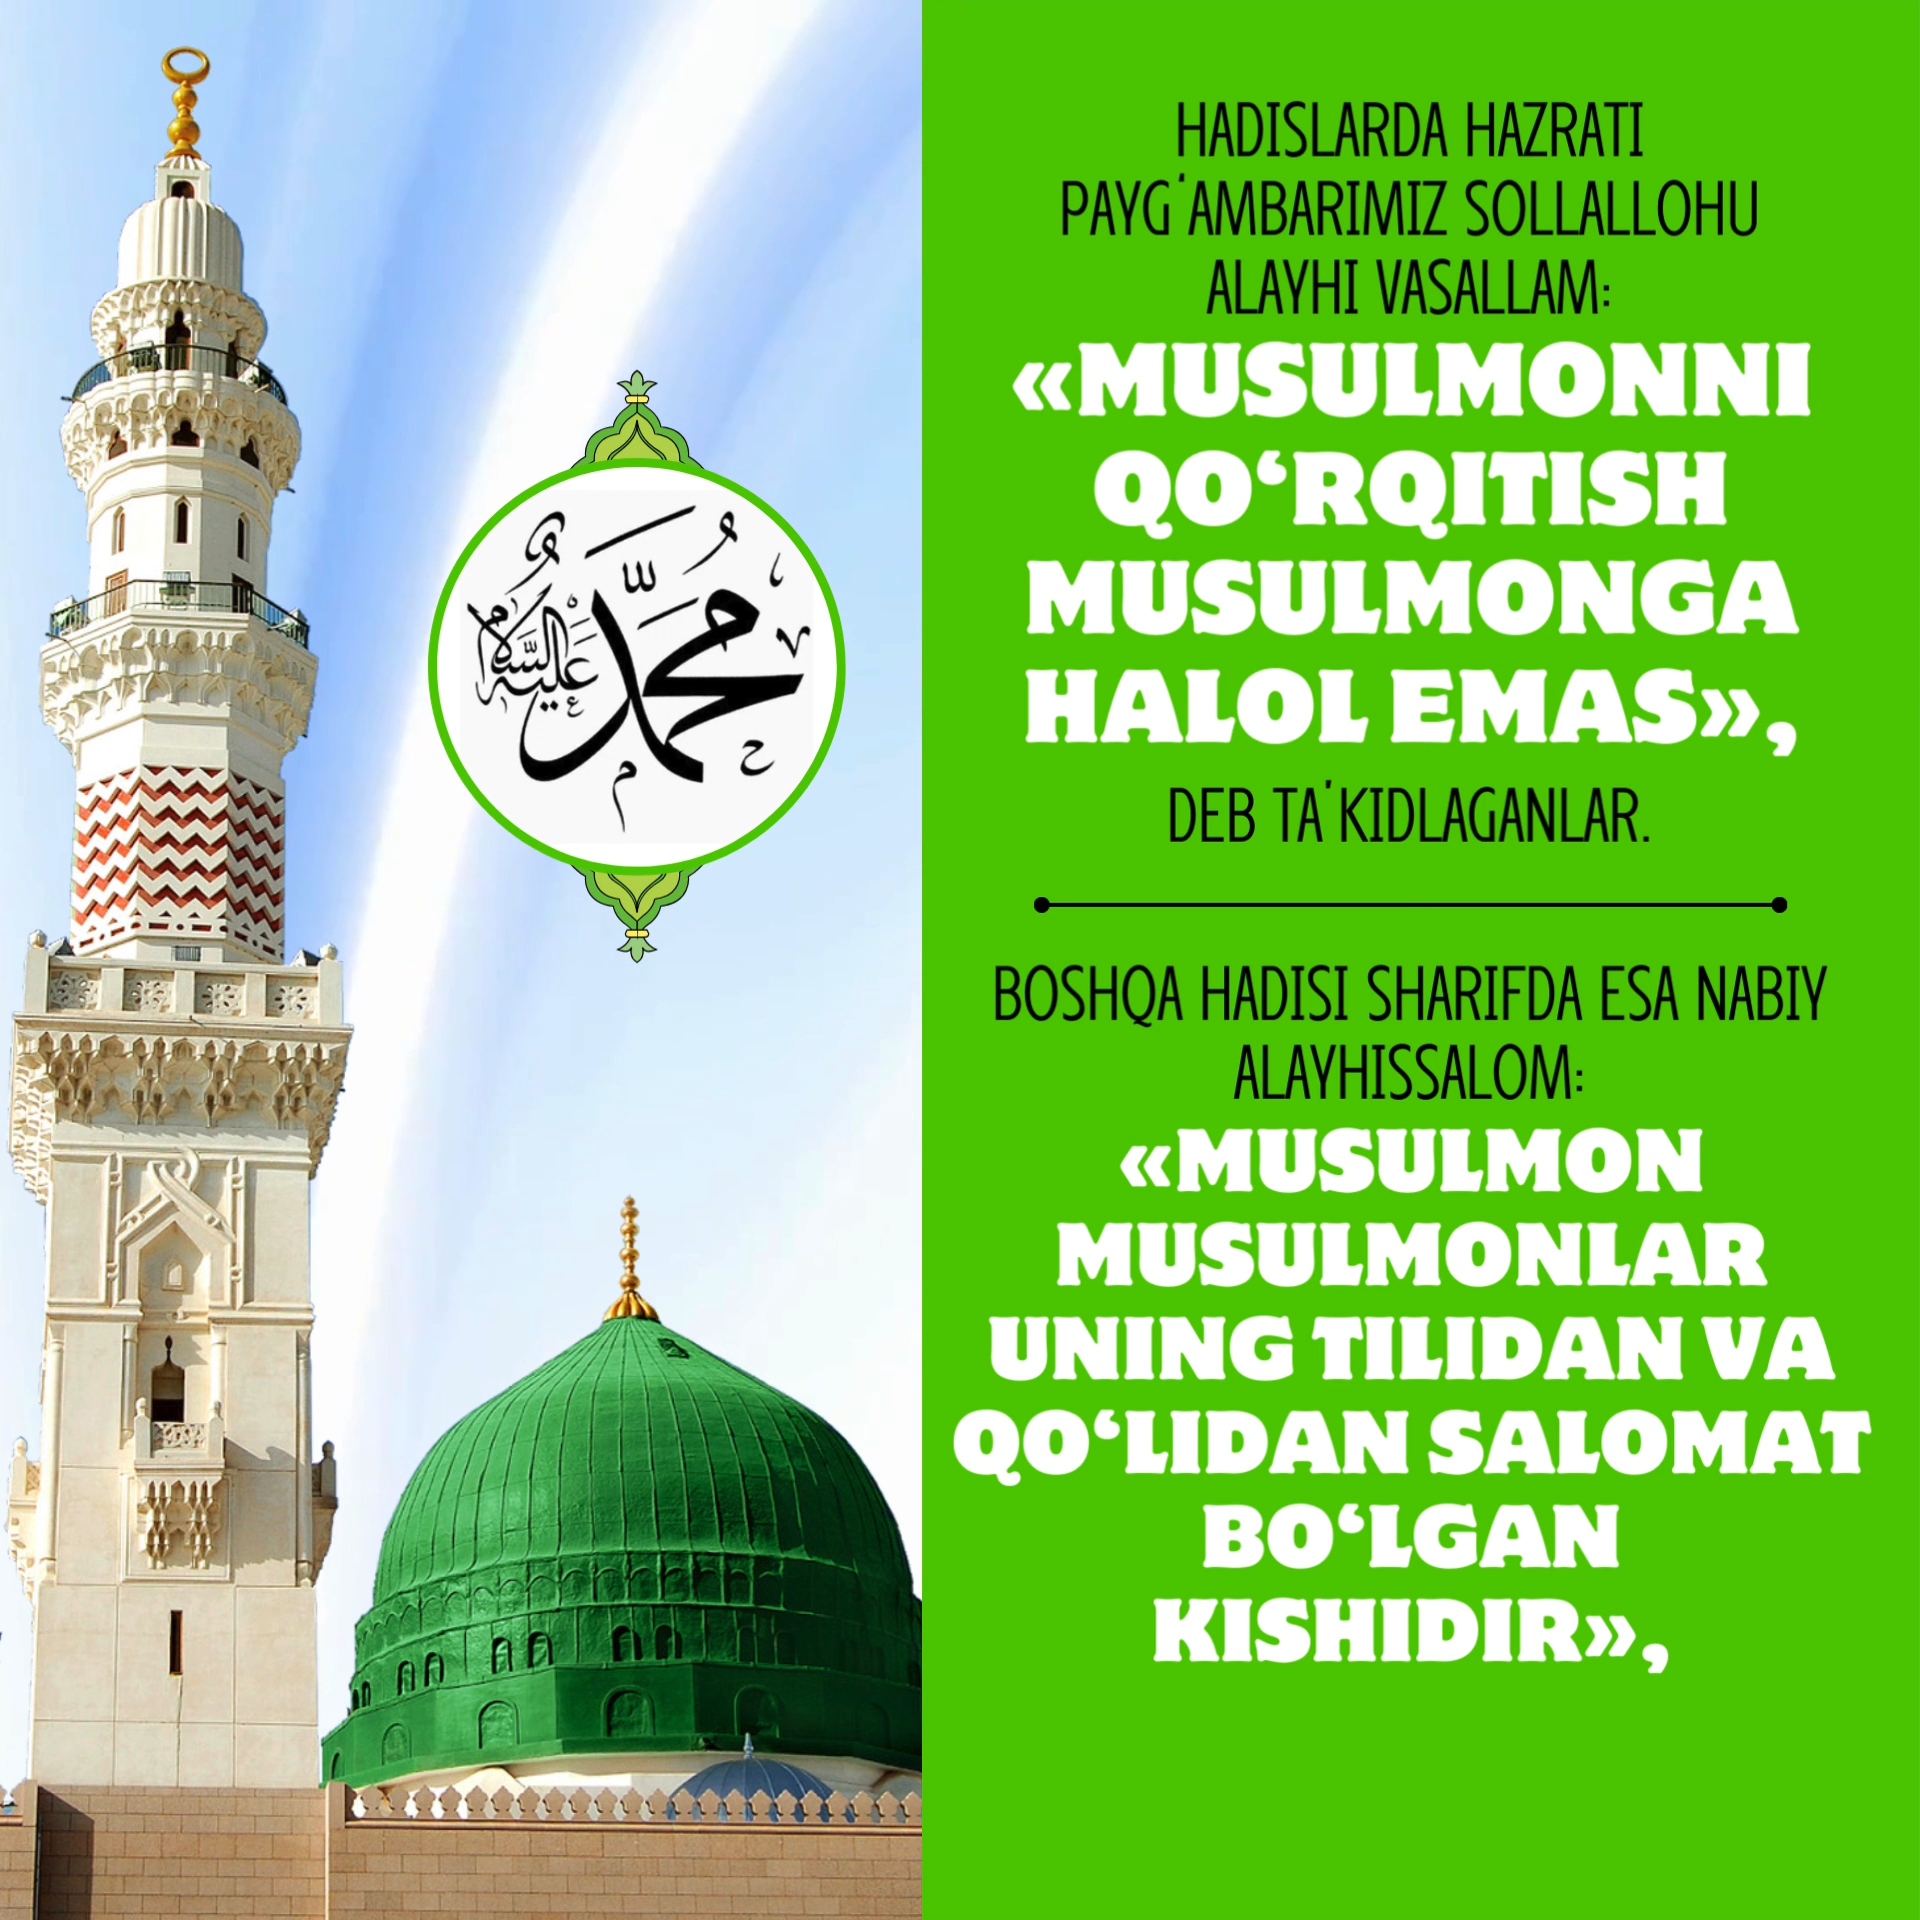 محمد
عليه السلام
HADISLARDA HAZRATI
PAYG'AMBARIMIZ SOLLALLOHU
ALAYHI VASALLAM:
«MUSULMONNI
QO‘RQITISH
MUSULMONGA
HALOL EMAS»,
DEB TA'KIDLAGANLAR.
BOSHQA HADISI SHARIFDA ESA NABIY
ALAYHISSALOM:
«MUSULMON
MUSULMONLAR
UNING TILIDAN VA
QO‘LIDAN SALOMAT
BO‘LGAN
KISHIDIR»,